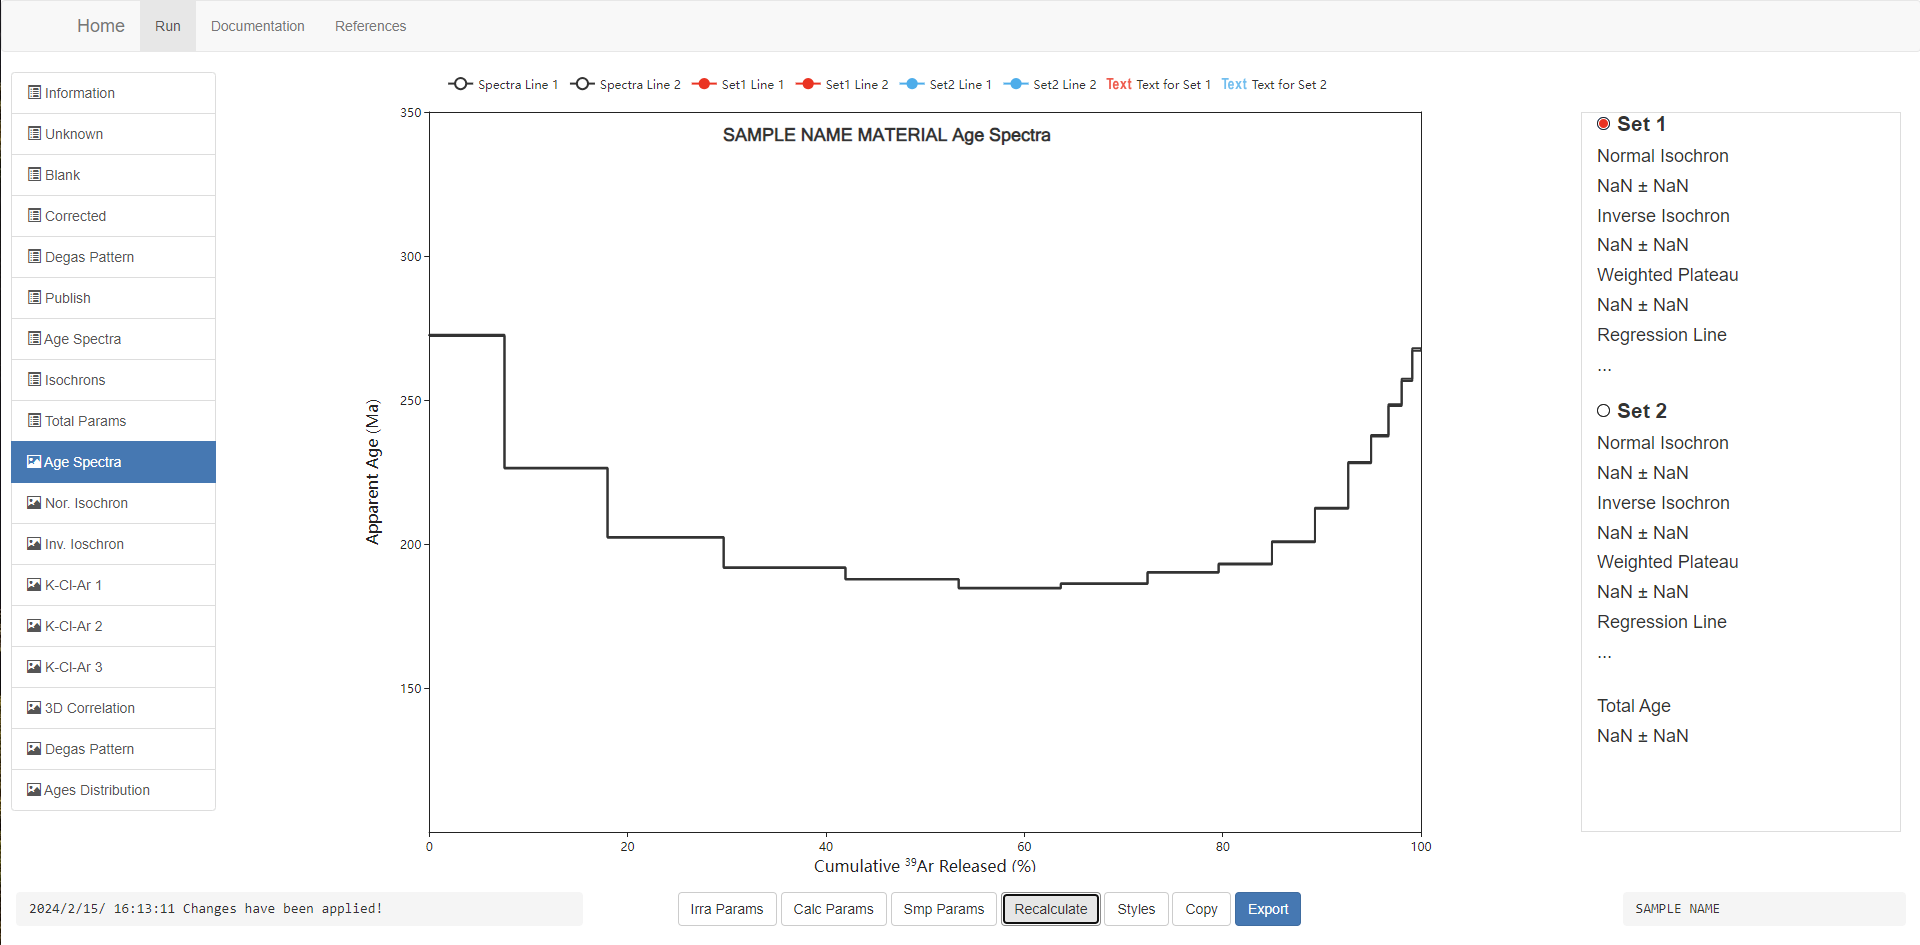 Home Run Documentation References
Information
Unknown
Blank
Corrected
Degas Pattern
Publish
Age Spectra
Isochrons
Total Params
Age Spectra
Nor. Isochron
Inv. Ioschron
K-Cl-Ar 1
K-Cl-Ar 2
K-Cl-Ar 3
3D Correlation
Degas Pattern
Ages Distribution
Spectra Line 1 Spectra Line 2 Set1 Line 1 Set1 Line 2 Set2 Line 1 Set2 Line 2 Text Text for Set 1 Text Text for Set 2
SAMPLE NAME MATERIAL Age Spectra
350
300
250
200
150
Apparent Age (Ma)
0 20 40 60 80 100
Cumulative ³⁹Ar Released (%)
Set 1
Normal Isochron
NaN ± NaN
Inverse Isochron
NaN ± NaN
Weighted Plateau
NaN ± NaN
Regression Line
...
Set 2
Normal Isochron
NaN ± NaN
Inverse Isochron
NaN ± NaN
Weighted Plateau
NaN ± NaN
Regression Line
...
Total Age
NaN ± NaN
2024/2/15/ 16:13:11 Changes have been applied!
Irra Params Calc Params Smp Params Recalculate Styles Copy Export
SAMPLE NAME